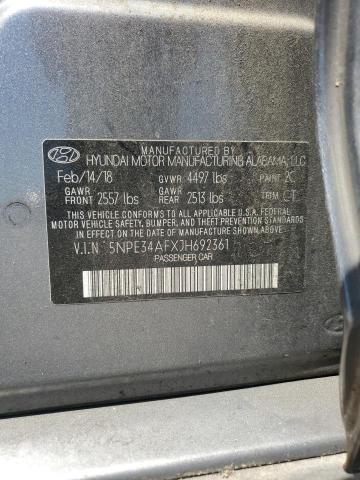 MANUFACTURED BY
HYUNDAI MOTOR MANUFACTURING ALABAMA, LLC
Feb/14/18 GVWR 4497 lbs PAINT 2C
GAWR FRONT 2557 lbs GAWR REAR 2513 lbs TRIM
THIS VEHICLE CONFORMS TO ALL APPLICABLE U.S.A. FEDERAL
MOTOR VEHICLE SAFETY, BUMPER, AND THEFT PREVENTION STANDARDS
IN EFFECT ON THE DATE OF MANUFACTURE SHOWN ABOVE.
V.I.N 5NPE34AFXJH692361
PASSENGER CAR